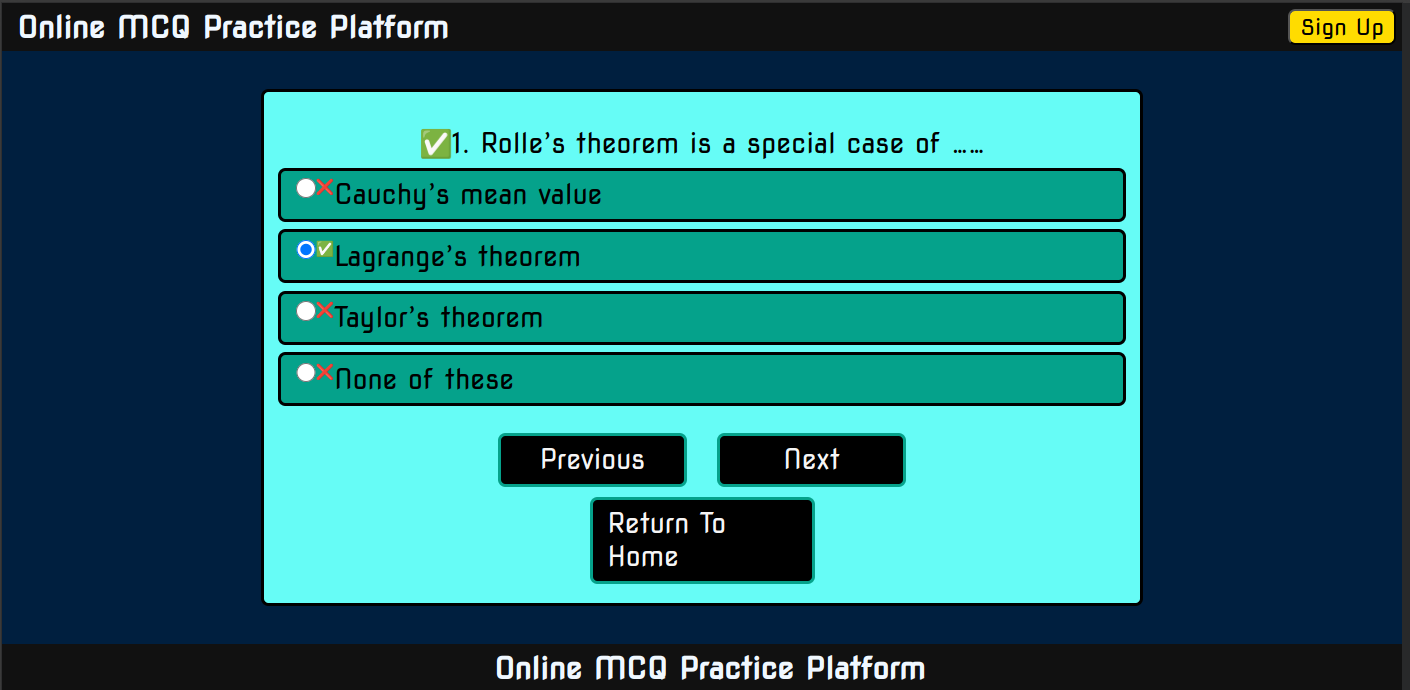 Online MCQ Practice Platform
Sign Up
✅1. Rolle's theorem is a special case of ……
❌Cauchy's mean value
✅Lagrange's theorem
❌Taylor's theorem
❌None of these
Previous
Next
Return To
Home
Online MCQ Practice Platform